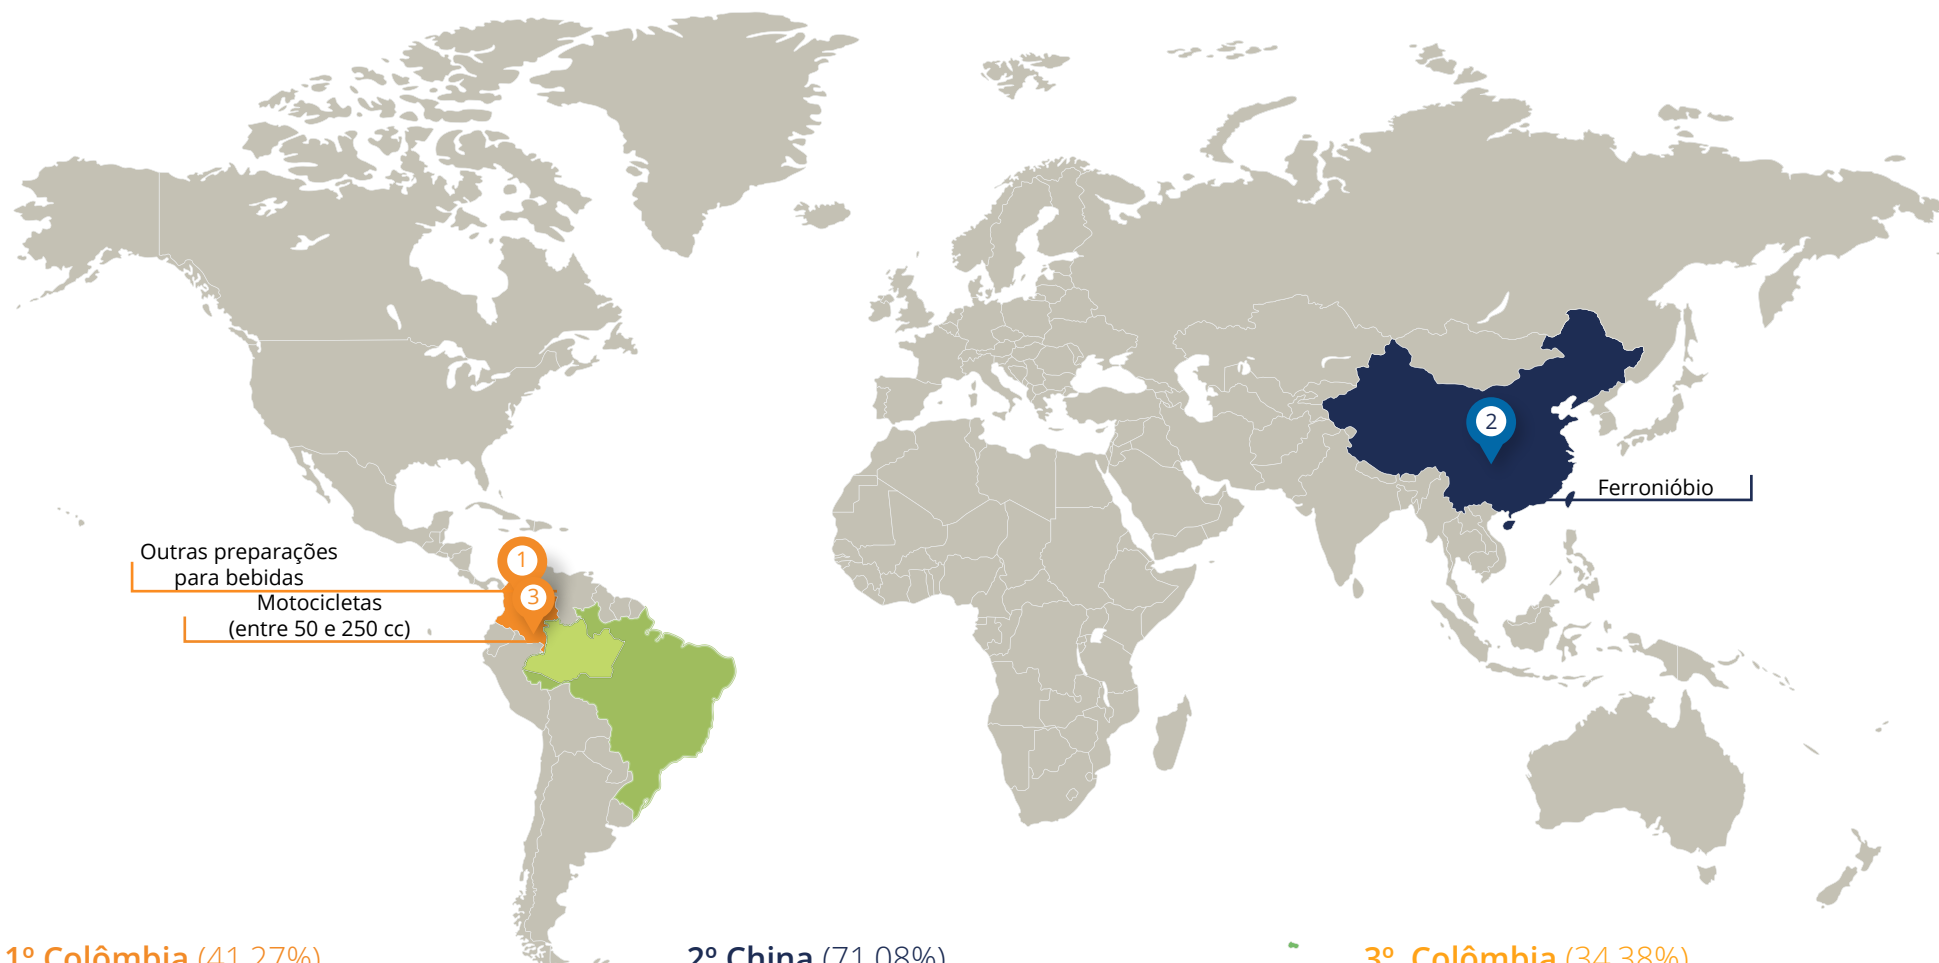 2
Ferronióbio
Outras preparações
para bebidas
1
Motocicletas
(entre 50 e 250 cc)
3
1º Colômbia (41,27%)
2º China (71,08%)
3º Colômbia (34,38%)